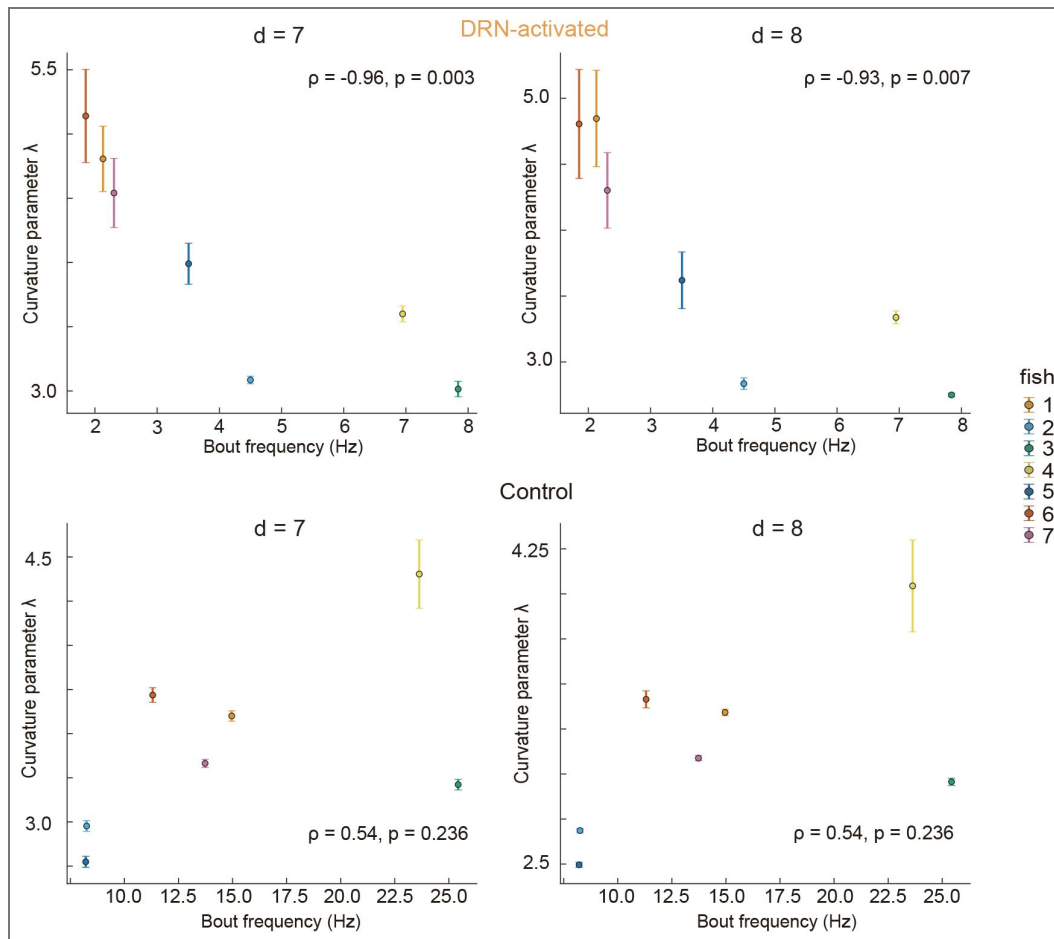 DRN-activated
d = 7
ρ = -0.96, p = 0.003
5.5
3.0
Curvature parameter λ
2 3 4 5 6 7 8
Bout frequency (Hz)
d = 8
ρ = -0.93, p = 0.007
5.0
3.0
Curvature parameter λ
2 3 4 5 6 7 8
Bout frequency (Hz)
fish
1
2
3
4
5
6
7
Control
d = 7
4.5
3.0
Curvature parameter λ
ρ = 0.54, p = 0.236
10.0 12.5 15.0 17.5 20.0 22.5 25.0
Bout frequency (Hz)
d = 8
4.25
2.5
Curvature parameter λ
ρ = 0.54, p = 0.236
10.0 12.5 15.0 17.5 20.0 22.5 25.0
Bout frequency (Hz)